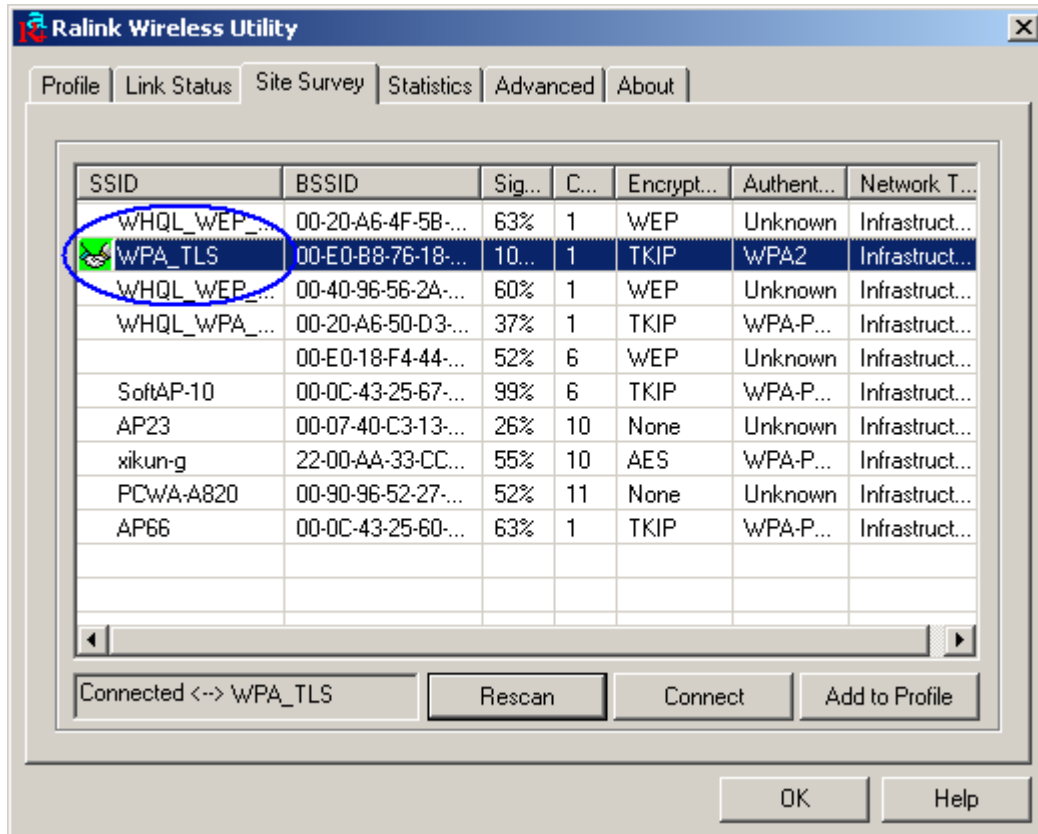 Ralink Wireless Utility
Profile Link Status Site Survey Statistics Advanced About
SSID BSSID Sig... C... Encrypt... Authent... Network T...
WHQL_WEP_... 00-20-A6-4F-5B-... 63% 1 WEP Unknown Infrastruct...
WPA_TLS 00-E0-B8-76-18-... 10... 1 TKIP WPA2 Infrastruct...
WHQL_WEP_... 00-40-96-56-2A-... 60% 1 WEP Unknown Infrastruct...
WHQL_WPA_... 00-20-A6-50-D3-... 37% 1 TKIP WPA-P... Infrastruct...
00-E0-18-F4-44-... 52% 6 WEP Unknown Infrastruct...
SoftAP-10 00-0C-43-25-67-... 99% 6 TKIP WPA-P... Infrastruct...
AP23 00-07-40-C3-13-... 26% 10 None Unknown Infrastruct...
xikun-g 22-00-AA-33-CC... 55% 10 AES WPA-P... Infrastruct...
PCWA-A820 00-90-96-52-27-... 52% 11 None Unknown Infrastruct...
AP66 00-0C-43-25-60-... 63% 1 TKIP WPA-P... Infrastruct...
Connected <--> WPA_TLS Rescan Connect Add to Profile
OK Help